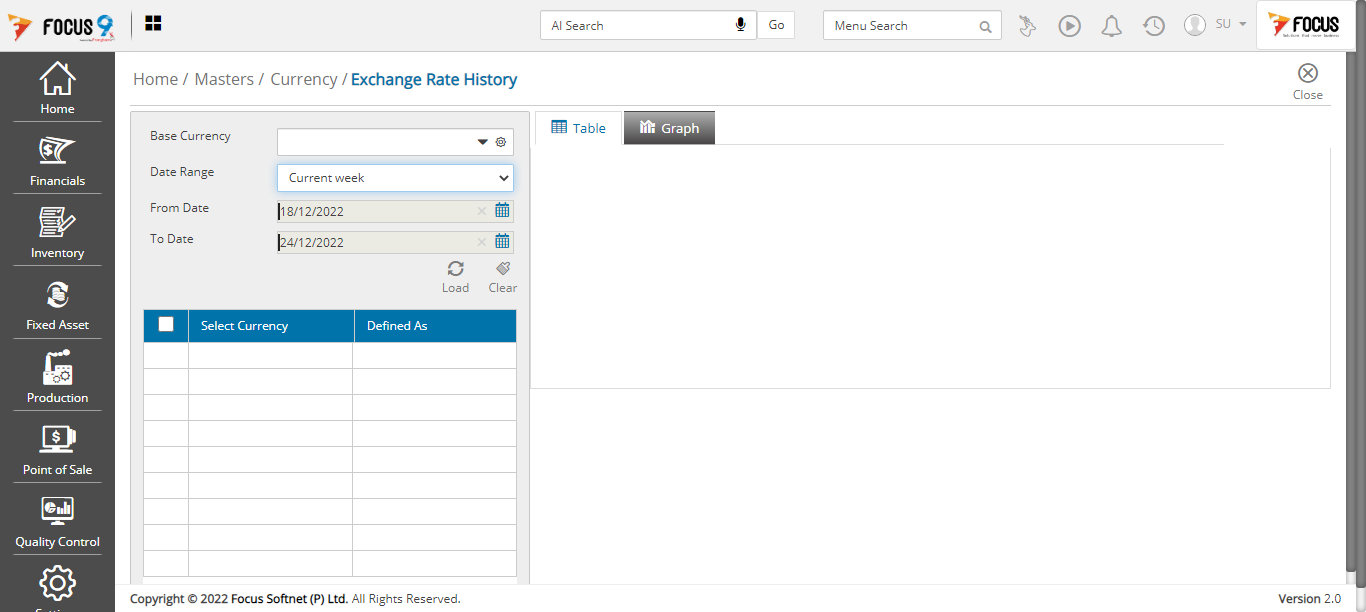 FOCUS 9
AI Search
Go
Menu Search
SU
FOCUS
Home / Masters / Currency / Exchange Rate History
Close
Home
Financials
Inventory
Fixed Asset
Production
Point of Sale
Quality Control
Base Currency
Date Range
Current week
From Date
18/12/2022
To Date
24/12/2022
Load
Clear
Select Currency
Defined As
Table
Graph
Copyright © 2022 Focus Softnet (P) Ltd. All Rights Reserved.
Version 2.0